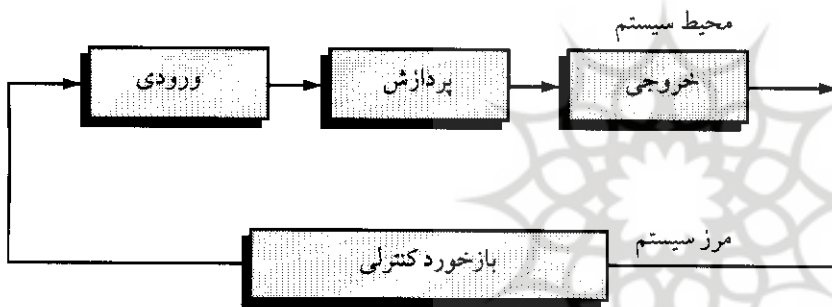 محیط سیستم
ورودی
پردازش
خروجی
مرز سیستم
بازخورد کنترلی